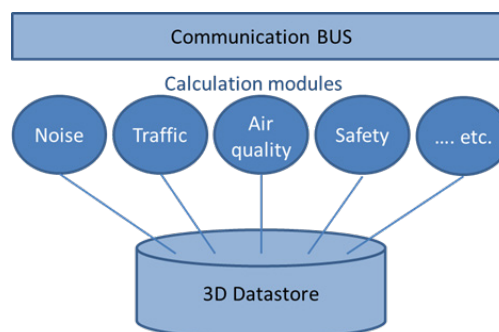 Communication BUS
Calculation modules
Noise
Traffic
Air
quality
Safety
.... etc.
3D Datastore